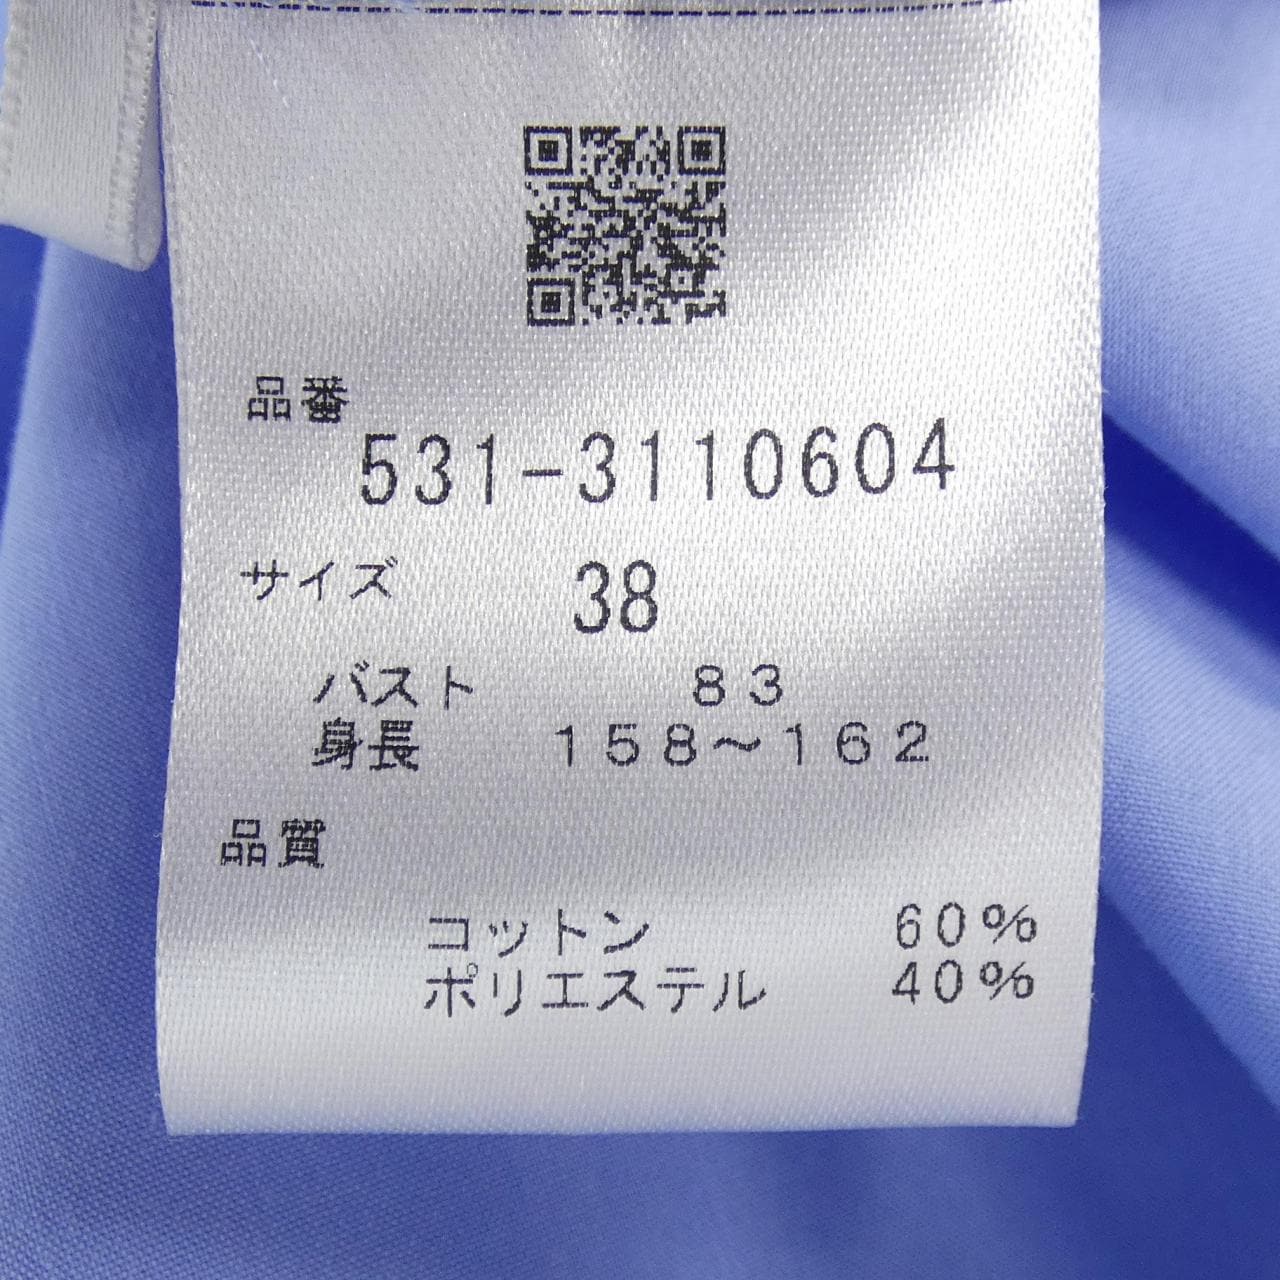 品番
531-3110604
サイズ 38
バスト 83
身長 158~162
品質
コットン 60%
ポリエステル 40%